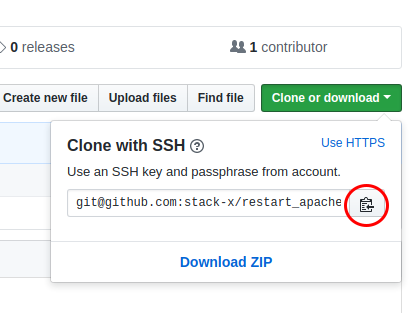 0 releases
1 contributor
Create new file Upload files Find file Clone or download
Clone with SSH
Use HTTPS
Use an SSH key and passphrase from account.
git@github.com:stack-x/restart_apache
Download ZIP